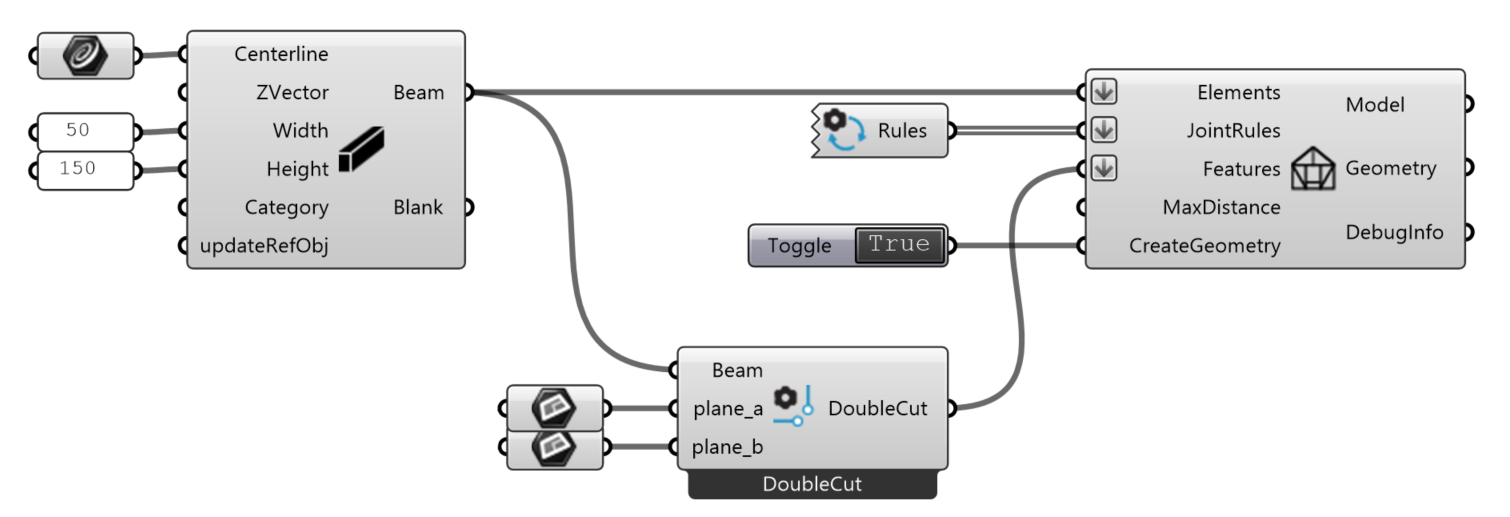 Centerline
ZVector
Beam
50
Width
150
Height
Category
Blank
updateRefObj
Rules
Toggle
True
Elements
Model
JointRules
Features
Geometry
MaxDistance
DebugInfo
CreateGeometry
Beam
plane_a
DoubleCut
plane_b
DoubleCut